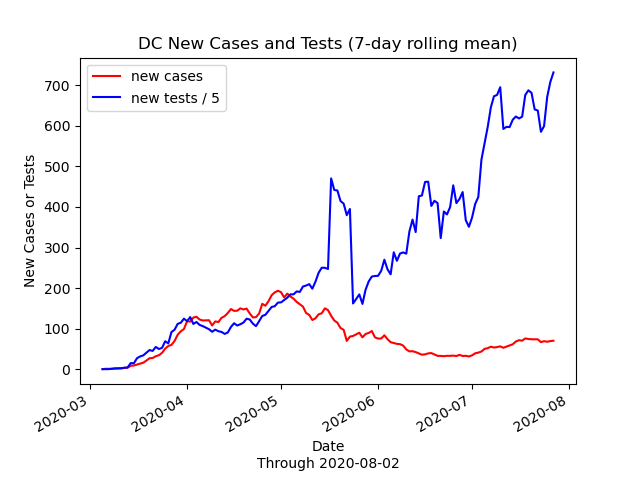 DC New Cases and Tests (7-day rolling mean)
new cases
new tests / 5
New Cases or Tests
700
600
500
400
300
200
100
0
2020-03
2020-04
2020-05
2020-06
2020-07
2020-08
Date
Through 2020-08-02